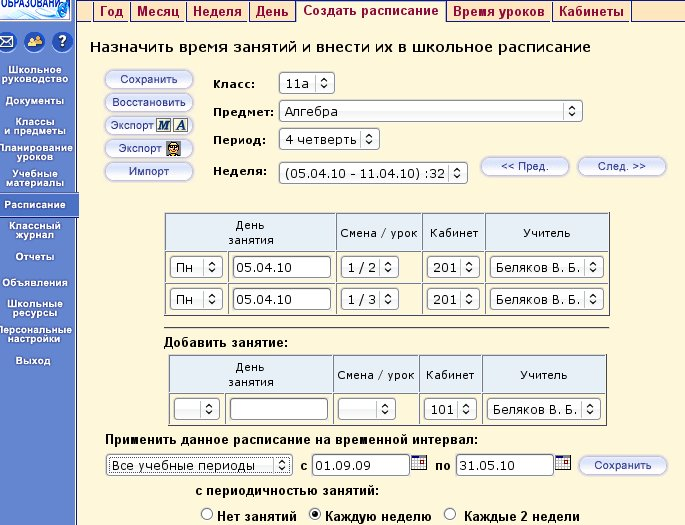 ОБРАЗОВАНИ
Год Месяц Неделя День Создать расписание Время уроков Кабинеты
?
Школьное
руководство
Документы
Классы
и предметы
Планирование
уроков
Учебные
материалы
Расписание
Классный
журнал
Отчеты
Объявления
Школьные
ресурсы
Персональные
настройки
Выход
Назначить время занятий и внести их в школьное расписание
Сохранить
Восстановить
Экспорт M A
Экспорт
Импорт
Класс: 11а
Предмет: Алгебра
Период: 4 четверть
Неделя: (05.04.10 - 11.04.10) :32 << Пред. След. >>
День
занятия Смена / урок Кабинет Учитель
Пн 05.04.10 1 / 2 201 Беляков В. Б.
Пн 05.04.10 1 / 3 201 Беляков В. Б.
Добавить занятие:
День
занятия Смена / урок Кабинет Учитель
101 Беляков В. Б.
Применить данное расписание на временной интервал:
Все учебные периоды с 01.09.09 по 31.05.10 Сохранить
с периодичностью занятий:
Нет занятий Каждую неделю Каждые 2 недели